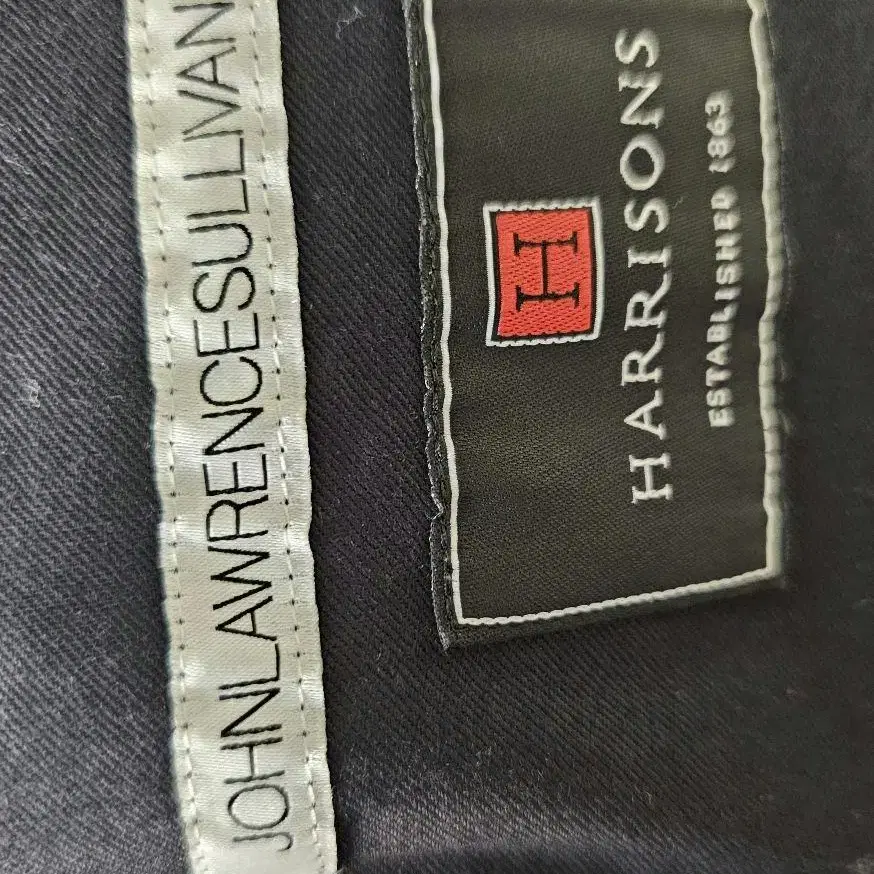 JOHNLAWRENCESULLIVAN
H
HARRISONS
ESTABLISHED 1863